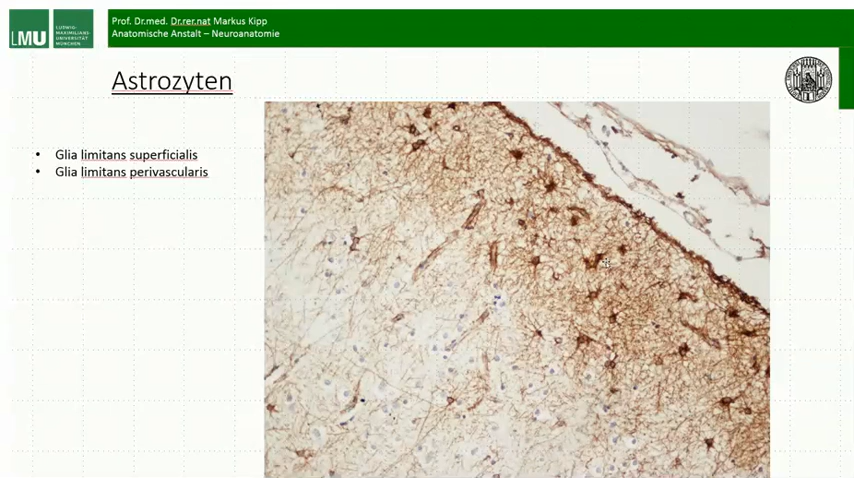 LMU
LUDWIG-
MAXIMILIANS-
UNIVERSITÄT
MÜNCHEN
Prof. Dr.med. Dr.rer.nat Markus Kipp
Anatomische Anstalt – Neuroanatomie
Astrozyten
• Glia limitans superficialis
• Glia limitans perivascularis